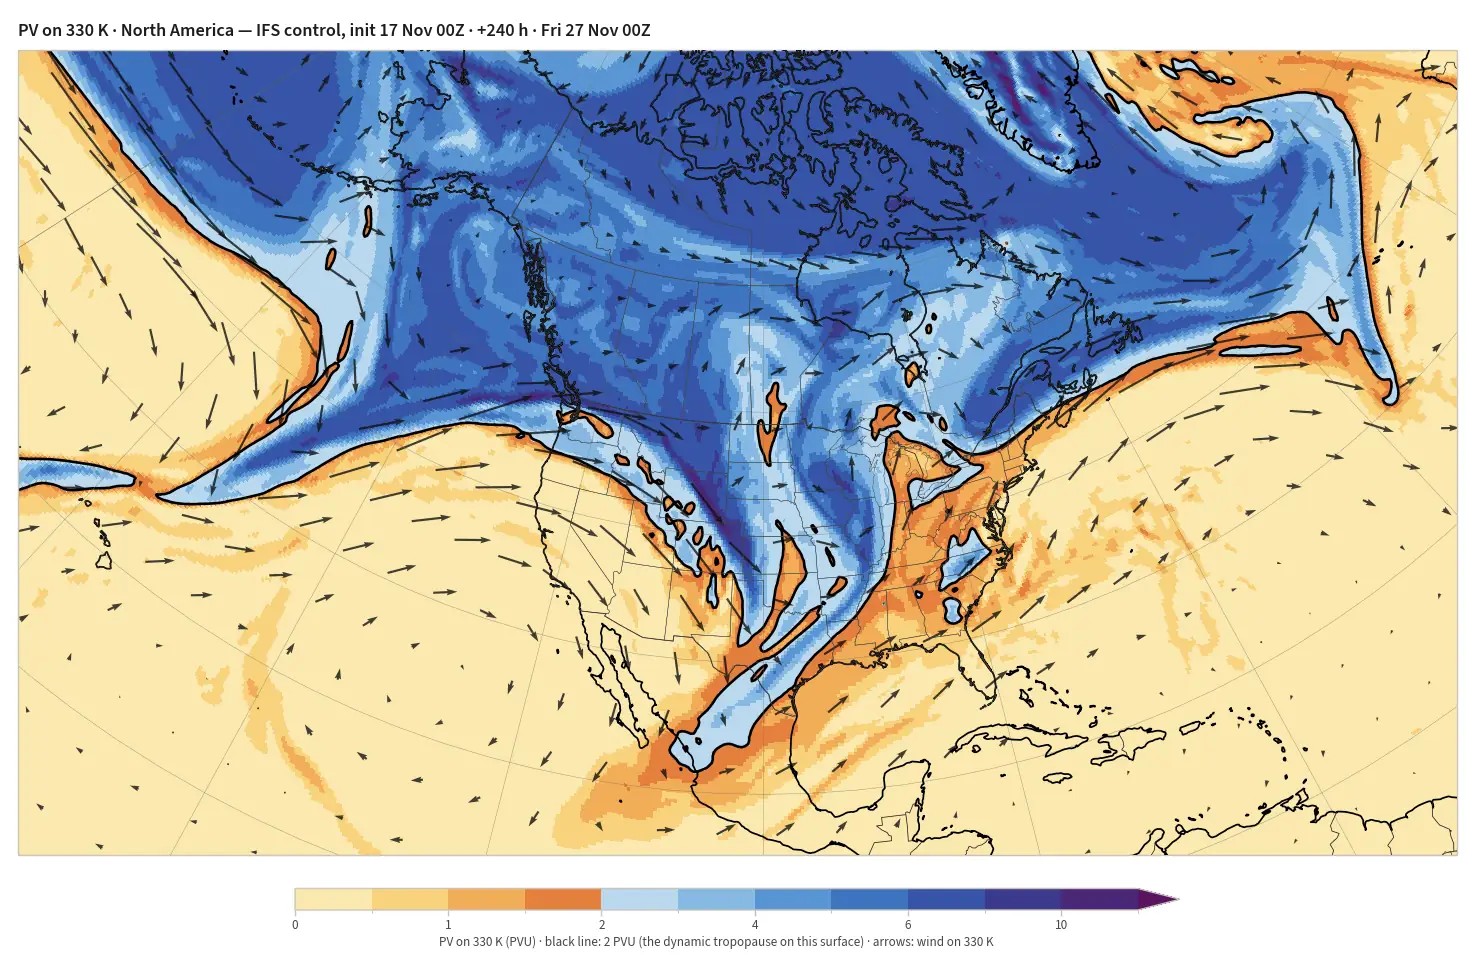 PV on 330 K · North America — IFS control, init 17 Nov 00Z · +240 h · Fri 27 Nov 00Z
0 1 2 4 6 10
PV on 330 K (PVU) · black line: 2 PVU (the dynamic tropopause on this surface) · arrows: wind on 330 K